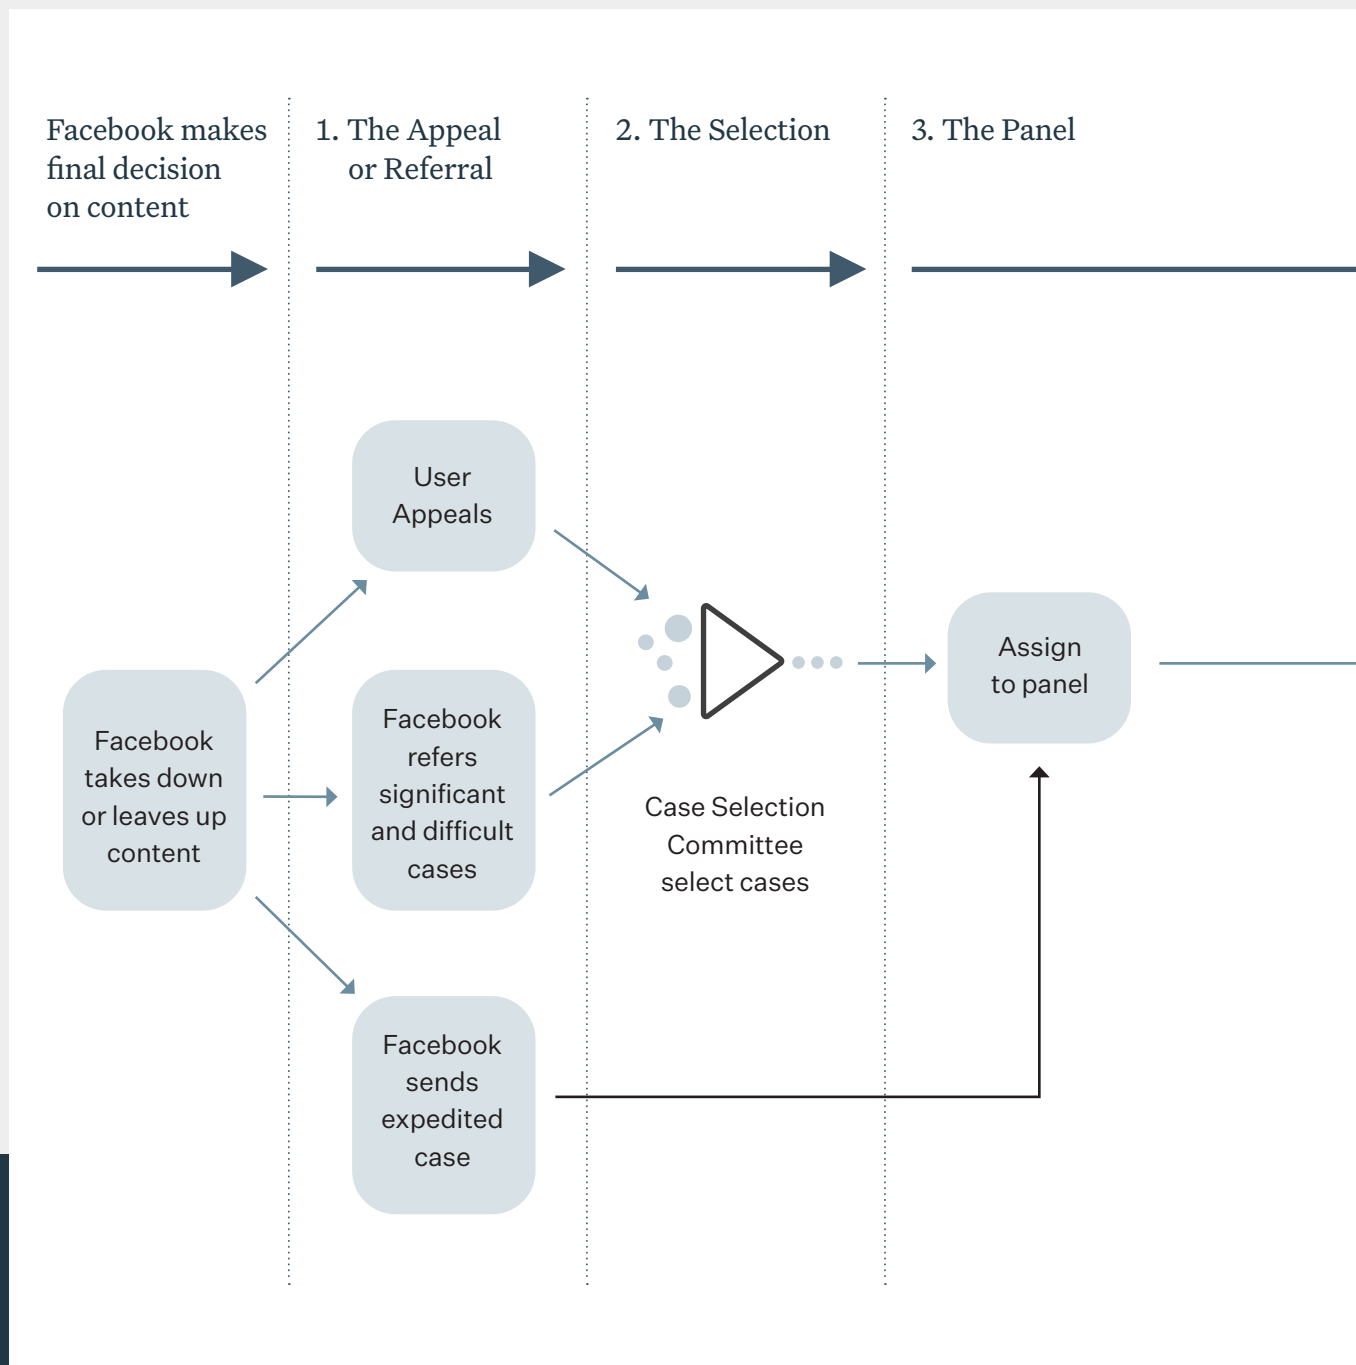 Facebook makes
final decision
on content
1. The Appeal
or Referral
2. The Selection
3. The Panel
User
Appeals
Facebook
takes down
or leaves up
content
Facebook
refers
significant
and difficult
cases
Facebook
sends
expedited
case
Case Selection
Committee
select cases
Assign
to panel